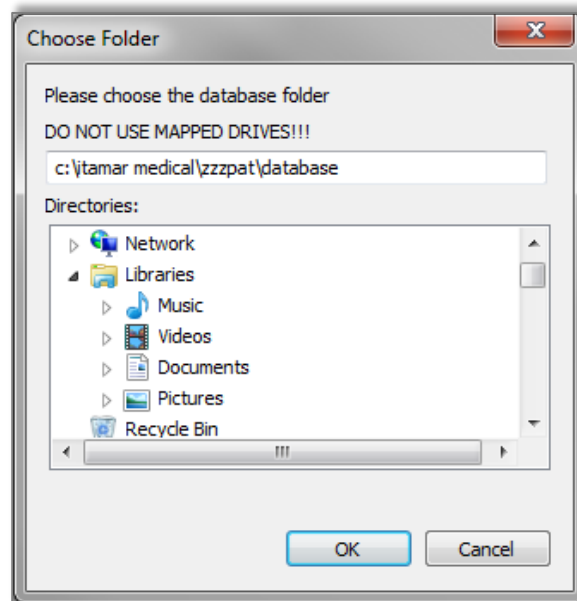 Choose Folder
Please choose the database folder
DO NOT USE MAPPED DRIVES!!!
c:\itamar medical\zzzpat\database
Directories:
Network
Libraries
Music
Videos
Documents
Pictures
Recycle Bin
OK Cancel